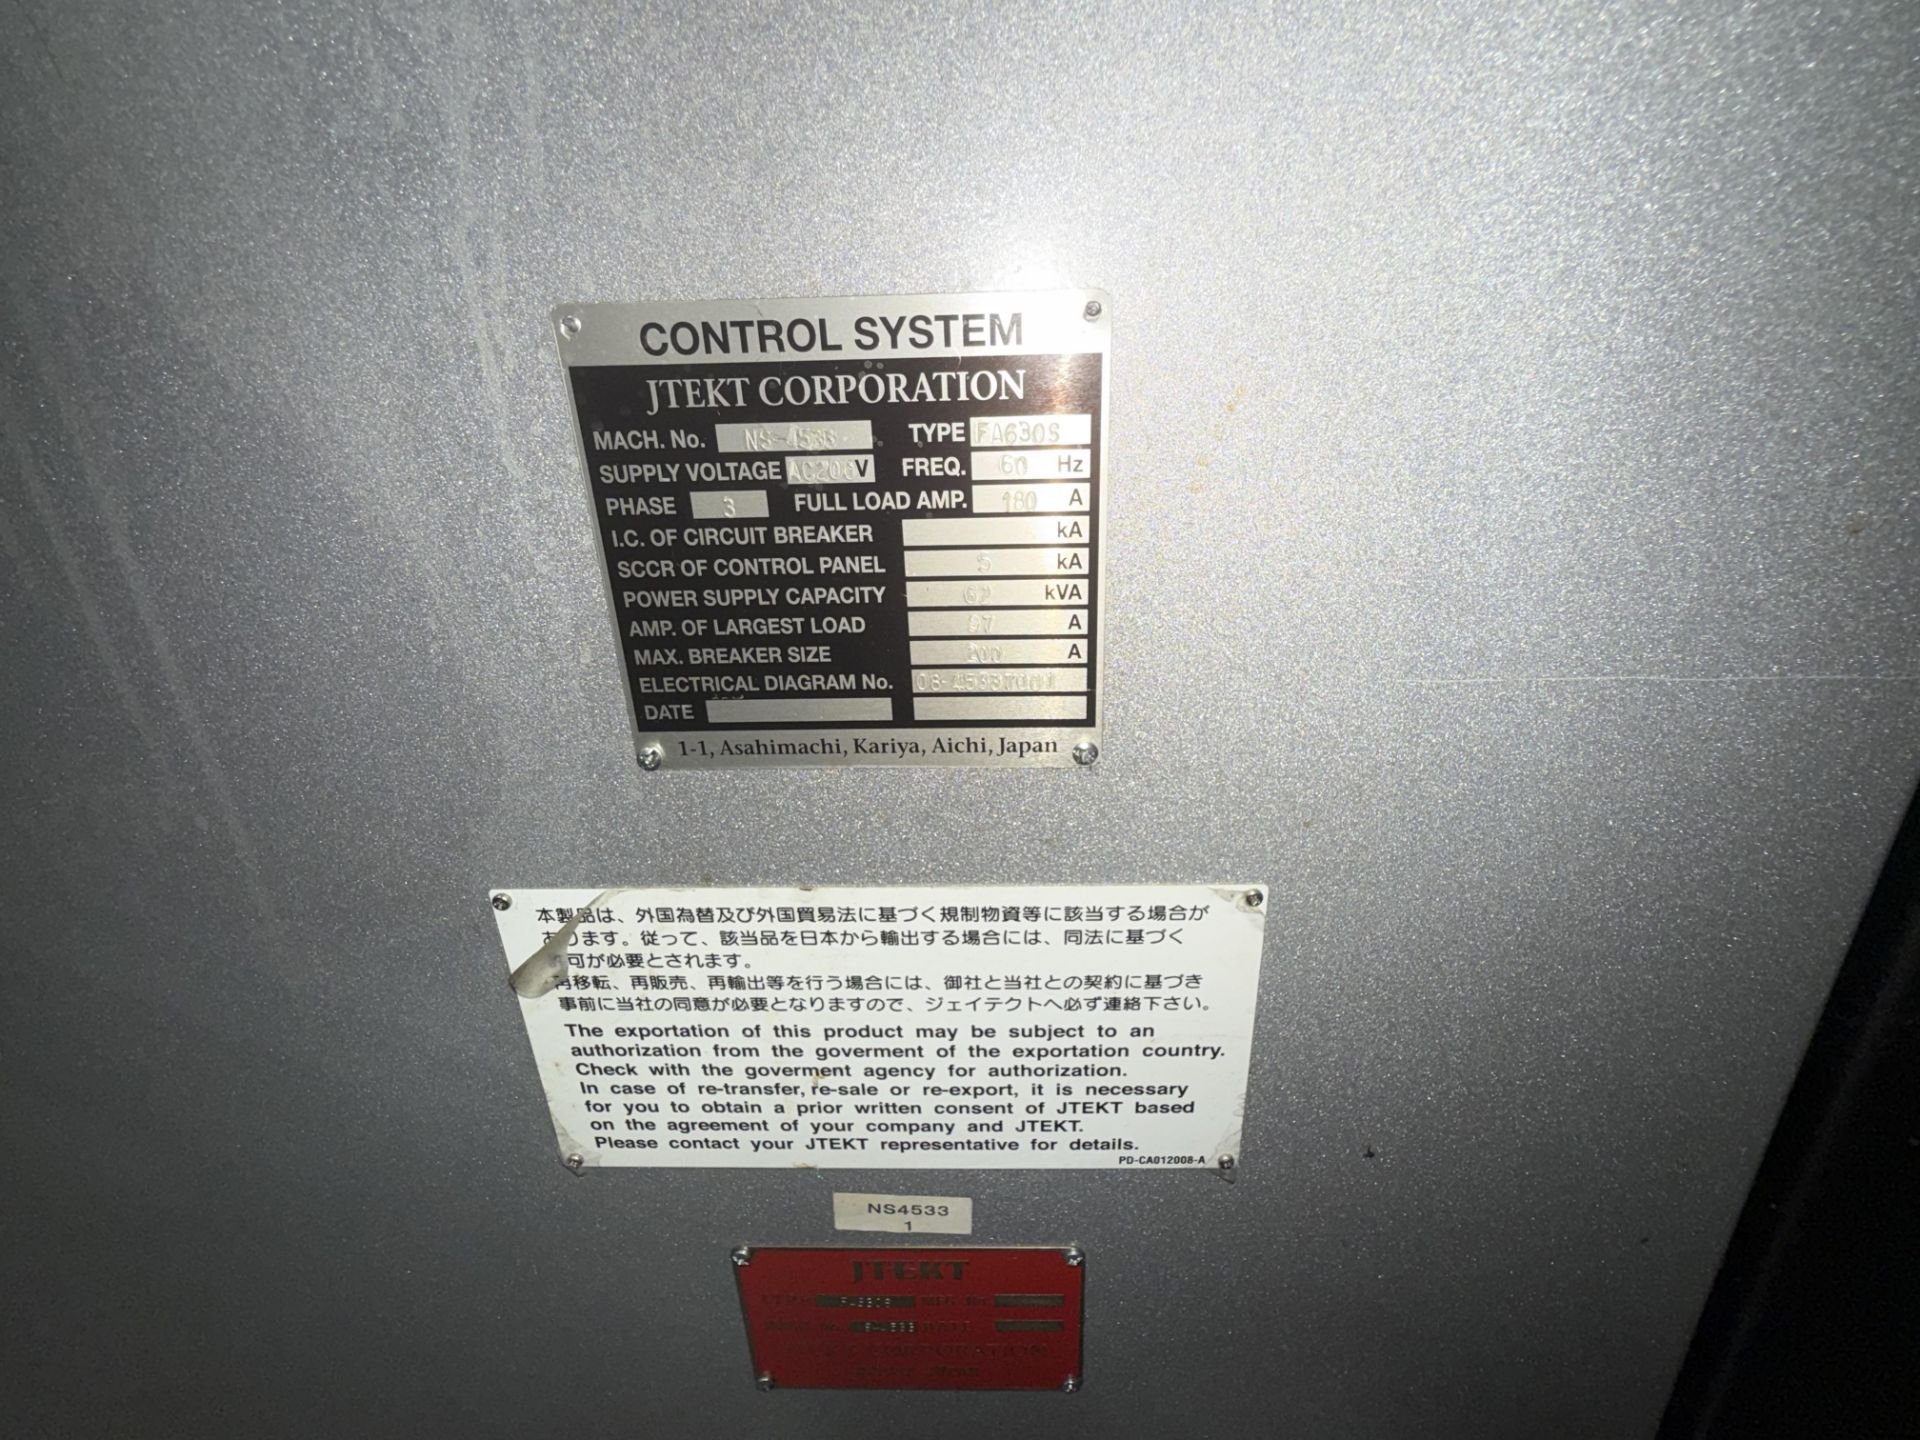 CONTROL SYSTEM
JTEKT CORPORATION
MACH. No. TYPE FA630S
SUPPLY VOLTAGE V FREQ. 60 Hz
PHASE 3 FULL LOAD AMP. 180 A
I.C. OF CIRCUIT BREAKER kA
SCCR OF CONTROL PANEL 5 kA
POWER SUPPLY CAPACITY 62 kVA
AMP. OF LARGEST LOAD 97 A
MAX. BREAKER SIZE A
ELECTRICAL DIAGRAM No.
DATE
1-1, Asahimachi, Kariya, Aichi, Japan
本製品は、外国為替及び外国貿易法に基づく規制物資等に該当する場合が
あります。従って、該当品を日本から輸出する場合には、同法に基づく
可が必要とされます。
再移転、再販売、再輸出等を行う場合には、御社と当社との契約に基づき
事前に当社の同意が必要となりますので、ジェイテクトへ必ず連絡下さい。
The exportation of this product may be subject to an
authorization from the goverment of the exportation country.
Check with the goverment agency for authorization.
In case of re-transfer, re-sale or re-export, it is necessary
for you to obtain a prior written consent of JTEKT based
on the agreement of your company and JTEKT.
Please contact your JTEKT representative for details.
PD-CA012008-A
NS4533
1
JTEKT
CORPORATION